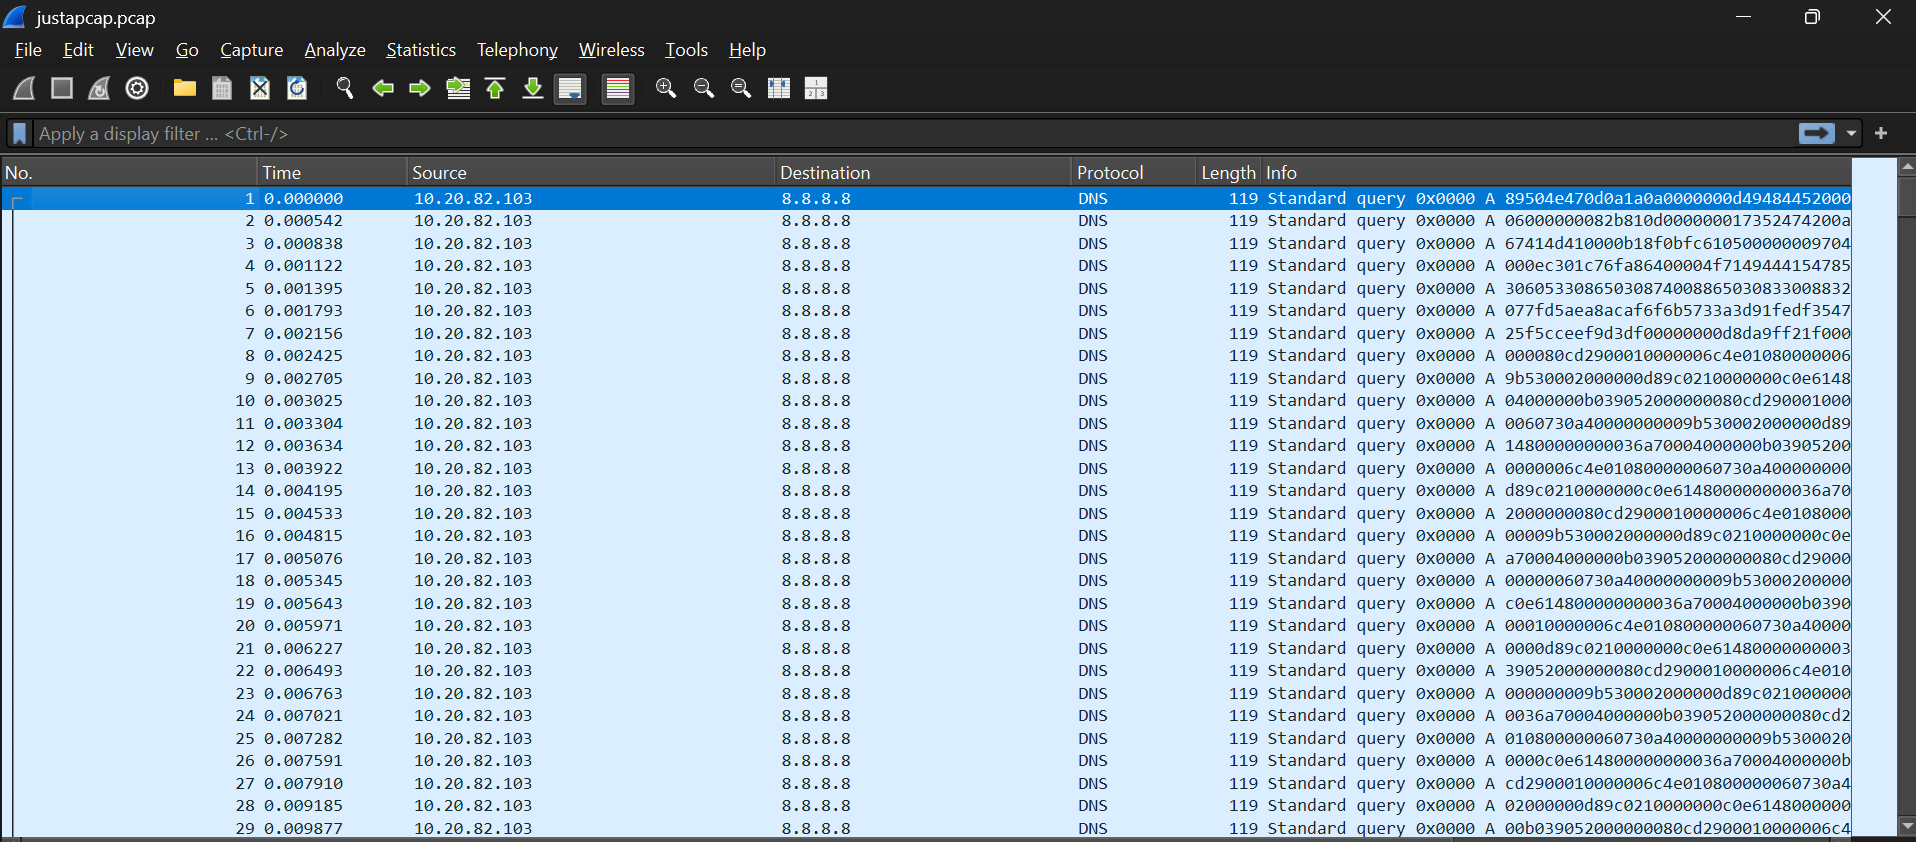 justapcap.pcap
File Edit View Go Capture Analyze Statistics Telephony Wireless Tools Help
Apply a display filter ... <Ctrl-/>
No. Time Source Destination Protocol Length Info
1 0.000000 10.20.82.103 8.8.8.8 DNS 119 Standard query 0x0000 A 89504e470d0a1a0a0000000d49484452000
2 0.000542 10.20.82.103 8.8.8.8 DNS 119 Standard query 0x0000 A 06000000082b810d0000000017352474200a
3 0.000838 10.20.82.103 8.8.8.8 DNS 119 Standard query 0x0000 A 67414d410000b18f0bfc610500000009704
4 0.001122 10.20.82.103 8.8.8.8 DNS 119 Standard query 0x0000 A 000ec301c76fa86400004f7149444154785
5 0.001395 10.20.82.103 8.8.8.8 DNS 119 Standard query 0x0000 A 30605330865030874008865030833008832
6 0.001793 10.20.82.103 8.8.8.8 DNS 119 Standard query 0x0000 A 077fd5aea8acaf6f6b5733a3d91fedf3547
7 0.002156 10.20.82.103 8.8.8.8 DNS 119 Standard query 0x0000 A 25f5cceef9d3df00000000d8da9ff21f000
8 0.002425 10.20.82.103 8.8.8.8 DNS 119 Standard query 0x0000 A 000080cd2900010000006c4e01080000006
9 0.002705 10.20.82.103 8.8.8.8 DNS 119 Standard query 0x0000 A 9b530002000000d89c0210000000c0e6148
10 0.003025 10.20.82.103 8.8.8.8 DNS 119 Standard query 0x0000 A 04000000b039052000000080cd290001000
11 0.003304 10.20.82.103 8.8.8.8 DNS 119 Standard query 0x0000 A 0060730a40000000009b530002000000d89
12 0.003634 10.20.82.103 8.8.8.8 DNS 119 Standard query 0x0000 A 14800000000036a70004000000b03905200
13 0.003922 10.20.82.103 8.8.8.8 DNS 119 Standard query 0x0000 A 0000006c4e010800000060730a400000000
14 0.004195 10.20.82.103 8.8.8.8 DNS 119 Standard query 0x0000 A d89c0210000000c0e614800000000036a70
15 0.004533 10.20.82.103 8.8.8.8 DNS 119 Standard query 0x0000 A 2000000080cd2900010000006c4e0108000
16 0.004815 10.20.82.103 8.8.8.8 DNS 119 Standard query 0x0000 A 00009b530002000000d89c0210000000c0e
17 0.005076 10.20.82.103 8.8.8.8 DNS 119 Standard query 0x0000 A a70004000000b039052000000080cd29000
18 0.005345 10.20.82.103 8.8.8.8 DNS 119 Standard query 0x0000 A 00000060730a40000000009b53000200000
19 0.005643 10.20.82.103 8.8.8.8 DNS 119 Standard query 0x0000 A c0e614800000000036a70004000000b0390
20 0.005971 10.20.82.103 8.8.8.8 DNS 119 Standard query 0x0000 A 00010000006c4e010800000060730a40000
21 0.006227 10.20.82.103 8.8.8.8 DNS 119 Standard query 0x0000 A 0000d89c0210000000c0e61480000000003
22 0.006493 10.20.82.103 8.8.8.8 DNS 119 Standard query 0x0000 A 39052000000080cd2900010000006c4e010
23 0.006763 10.20.82.103 8.8.8.8 DNS 119 Standard query 0x0000 A 000000009b530002000000d89c021000000
24 0.007021 10.20.82.103 8.8.8.8 DNS 119 Standard query 0x0000 A 0036a70004000000b039052000000080cd2
25 0.007282 10.20.82.103 8.8.8.8 DNS 119 Standard query 0x0000 A 010800000060730a40000000009b5300020
26 0.007591 10.20.82.103 8.8.8.8 DNS 119 Standard query 0x0000 A 0000c0e614800000000036a70004000000b
27 0.007910 10.20.82.103 8.8.8.8 DNS 119 Standard query 0x0000 A cd2900010000006c4e010800000060730a4
28 0.009185 10.20.82.103 8.8.8.8 DNS 119 Standard query 0x0000 A 02000000d89c0210000000c0e6148000000
29 0.009877 10.20.82.103 8.8.8.8 DNS 119 Standard query 0x0000 A 00b039052000000080cd2900010000006c4